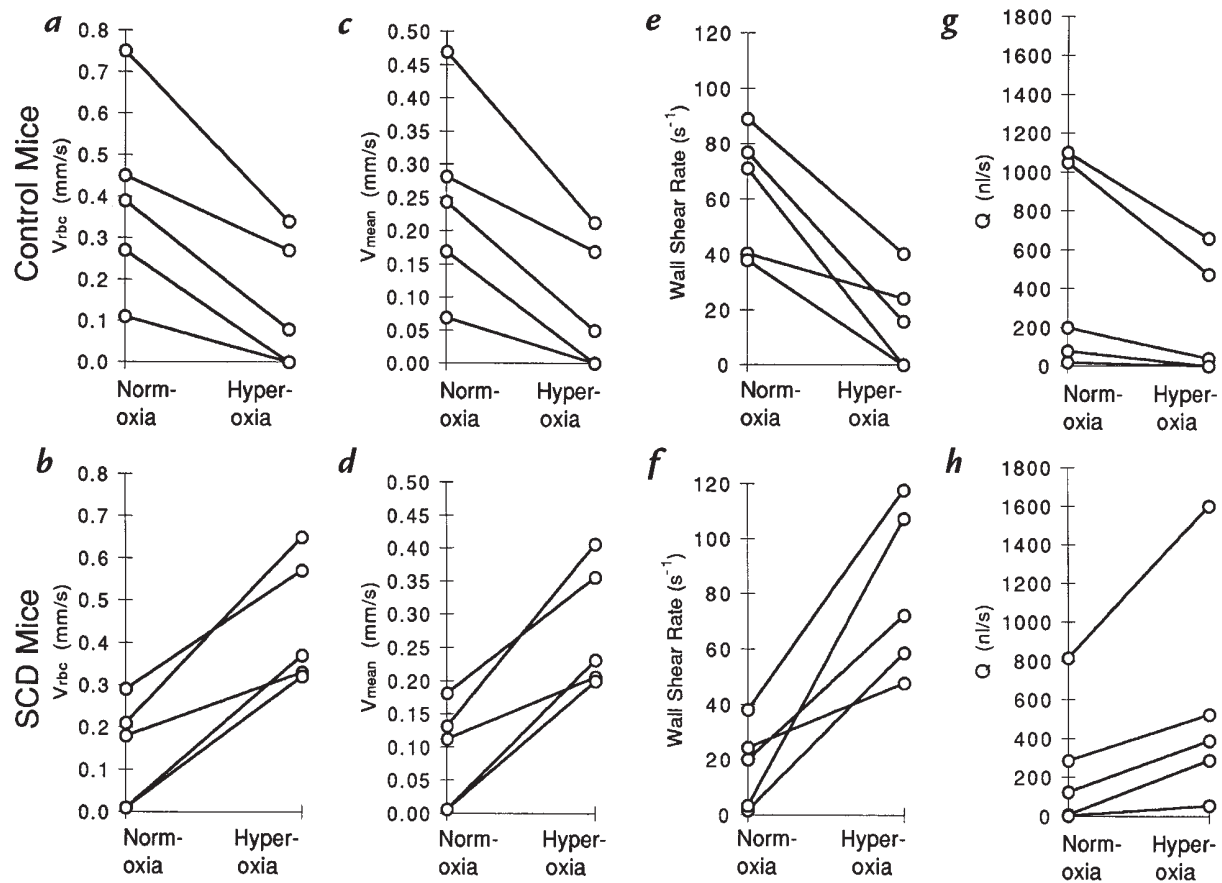 Control Mice
a
V_rbc (mm/s)
0.8
0.7
0.6
0.5
0.4
0.3
0.2
0.1
0.0
Norm-
oxia
Hyper-
oxia
c
V_mean (mm/s)
0.50
0.45
0.40
0.35
0.30
0.25
0.20
0.15
0.10
0.05
0.00
Norm-
oxia
Hyper-
oxia
e
Wall Shear Rate (s⁻¹)
120
100
80
60
40
20
0
Norm-
oxia
Hyper-
oxia
g
Q (nl/s)
1800
1600
1400
1200
1000
800
600
400
200
0
Norm-
oxia
Hyper-
oxia
SCD Mice
b
V_rbc (mm/s)
0.8
0.7
0.6
0.5
0.4
0.3
0.2
0.1
0.0
Norm-
oxia
Hyper-
oxia
d
V_mean (mm/s)
0.50
0.45
0.40
0.35
0.30
0.25
0.20
0.15
0.10
0.05
0.00
Norm-
oxia
Hyper-
oxia
f
Wall Shear Rate (s⁻¹)
120
100
80
60
40
20
0
Norm-
oxia
Hyper-
oxia
h
Q (nl/s)
1800
1600
1400
1200
1000
800
600
400
200
0
Norm-
oxia
Hyper-
oxia